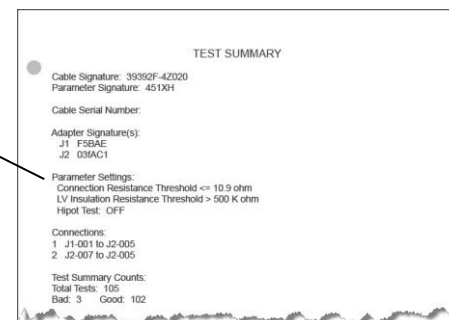 TEST SUMMARY
Cable Signature: 39392F-4Z020
Parameter Signature: 451XH
Cable Serial Number:
Adapter Signature(s):
J1 F5BAE
J2 03fAC1
Parameter Settings:
Connection Resistance Threshold <= 10.9 ohm
LV Insulation Resistance Threshold > 500 K ohm
Hipot Test: OFF
Connections:
1 J1-001 to J2-005
2 J2-007 to J2-005
Test Summary Counts:
Total Tests: 105
Bad: 3 Good: 102